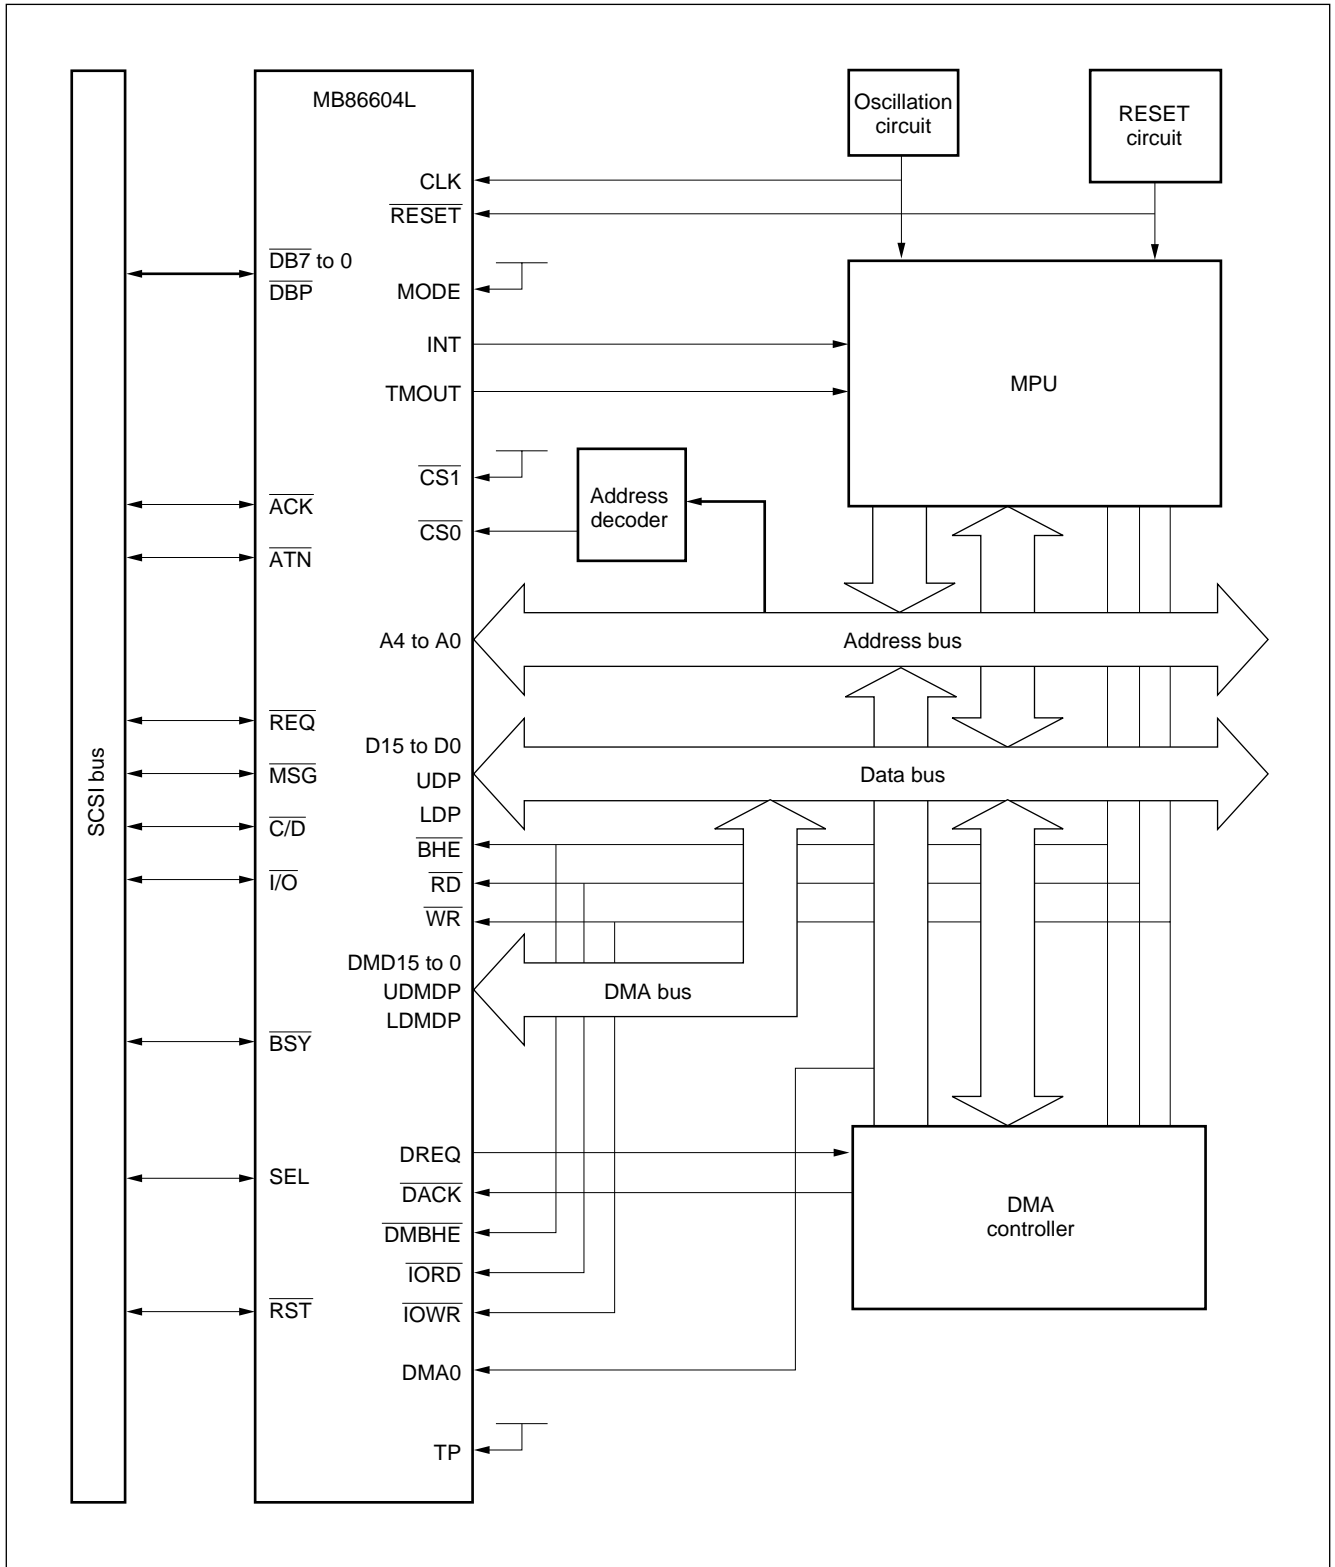 MB86604L
Oscillation
circuit
RESET
circuit
CLK
RESET
DB7 to 0
DBP
MODE
INT
TMOUT
MPU
CS1
Address
decoder
ACK
CS0
ATN
A4 to A0
Address bus
REQ
D15 to D0
SCSI bus
MSG
UDP
Data bus
LDP
C/D
BHE
I/O
RD
WR
DMD15 to 0
UDMDP
DMA bus
LDMDP
BSY
DREQ
SEL
DACK
DMA
controller
DMBHE
IORD
RST
IOWR
DMA0
TP